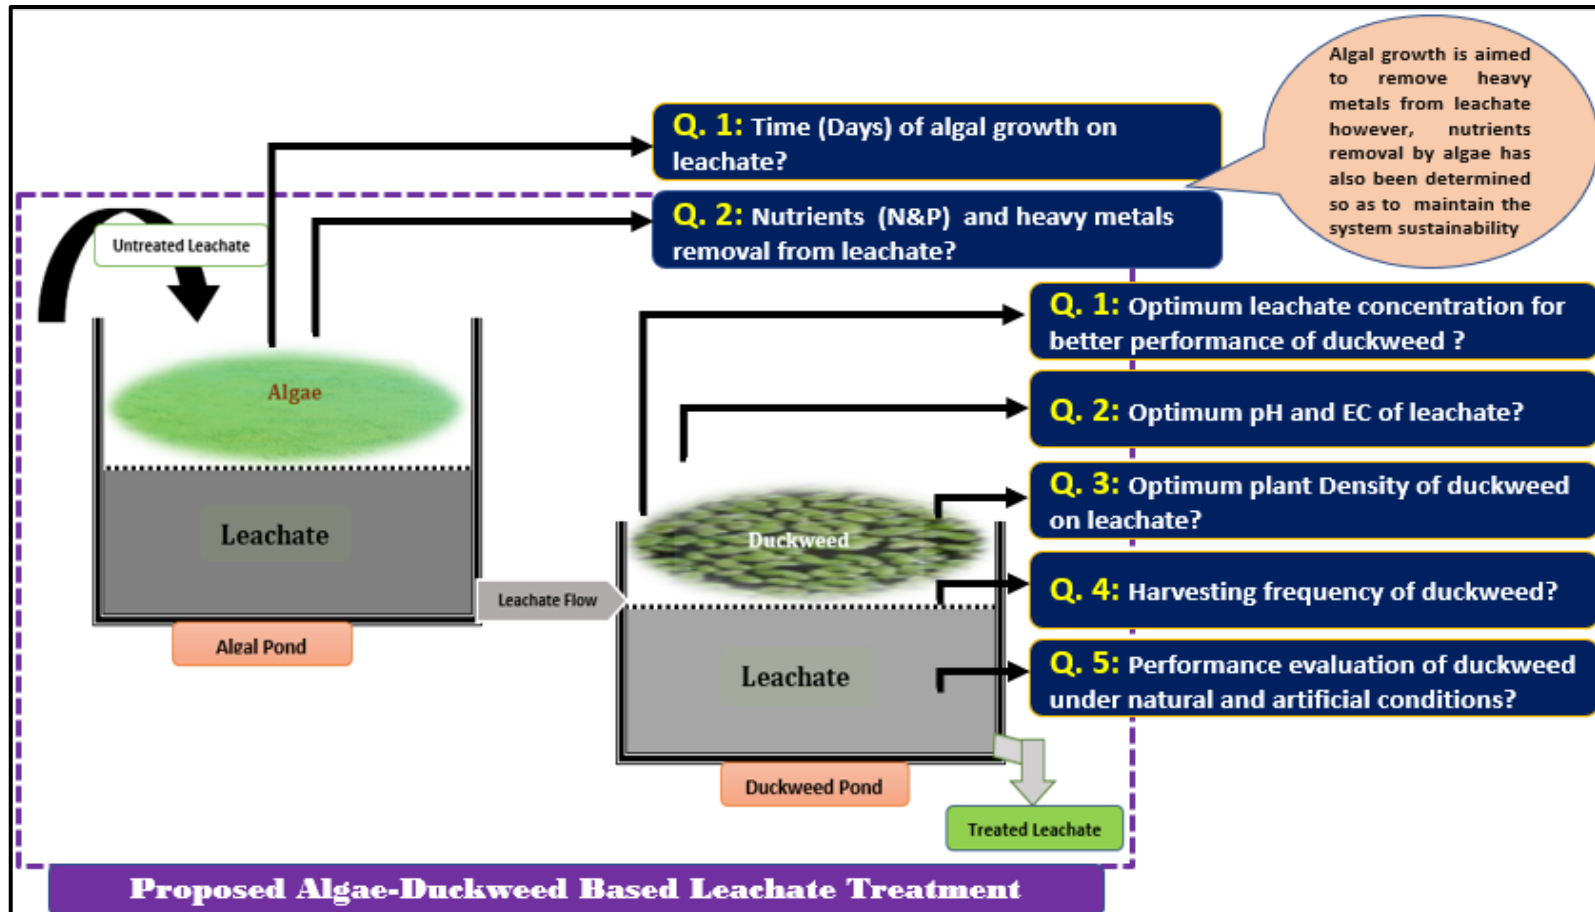 Algal growth is aimed
to remove heavy
metals from leachate
however, nutrients
removal by algae has
also been determined
so as to maintain the
system sustainability
Q. 1: Time (Days) of algal growth on
leachate?
Q. 2: Nutrients (N&P) and heavy metals
removal from leachate?
Untreated Leachate
Q. 1: Optimum leachate concentration for
better performance of duckweed ?
Algae
Q. 2: Optimum pH and EC of leachate?
Q. 3: Optimum plant Density of duckweed
on leachate?
Leachate
Duckweed
Q. 4: Harvesting frequency of duckweed?
Leachate Flow
Algal Pond
Q. 5: Performance evaluation of duckweed
under natural and artificial conditions?
Leachate
Duckweed Pond
Treated Leachate
Proposed Algae-Duckweed Based Leachate Treatment